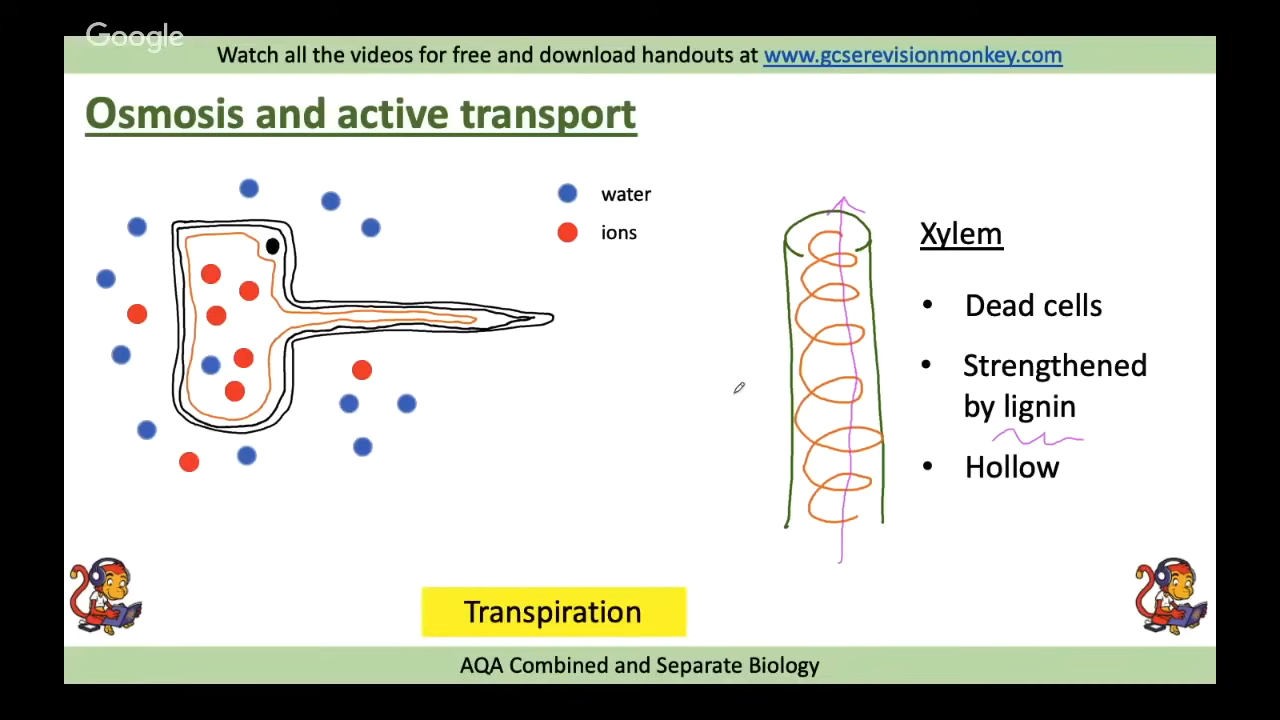 Google
Watch all the videos for free and download handouts at www.gcserevisionmonkey.com
Osmosis and active transport
water
ions
Xylem
• Dead cells
• Strengthened
by lignin
• Hollow
Transpiration
AQA Combined and Separate Biology